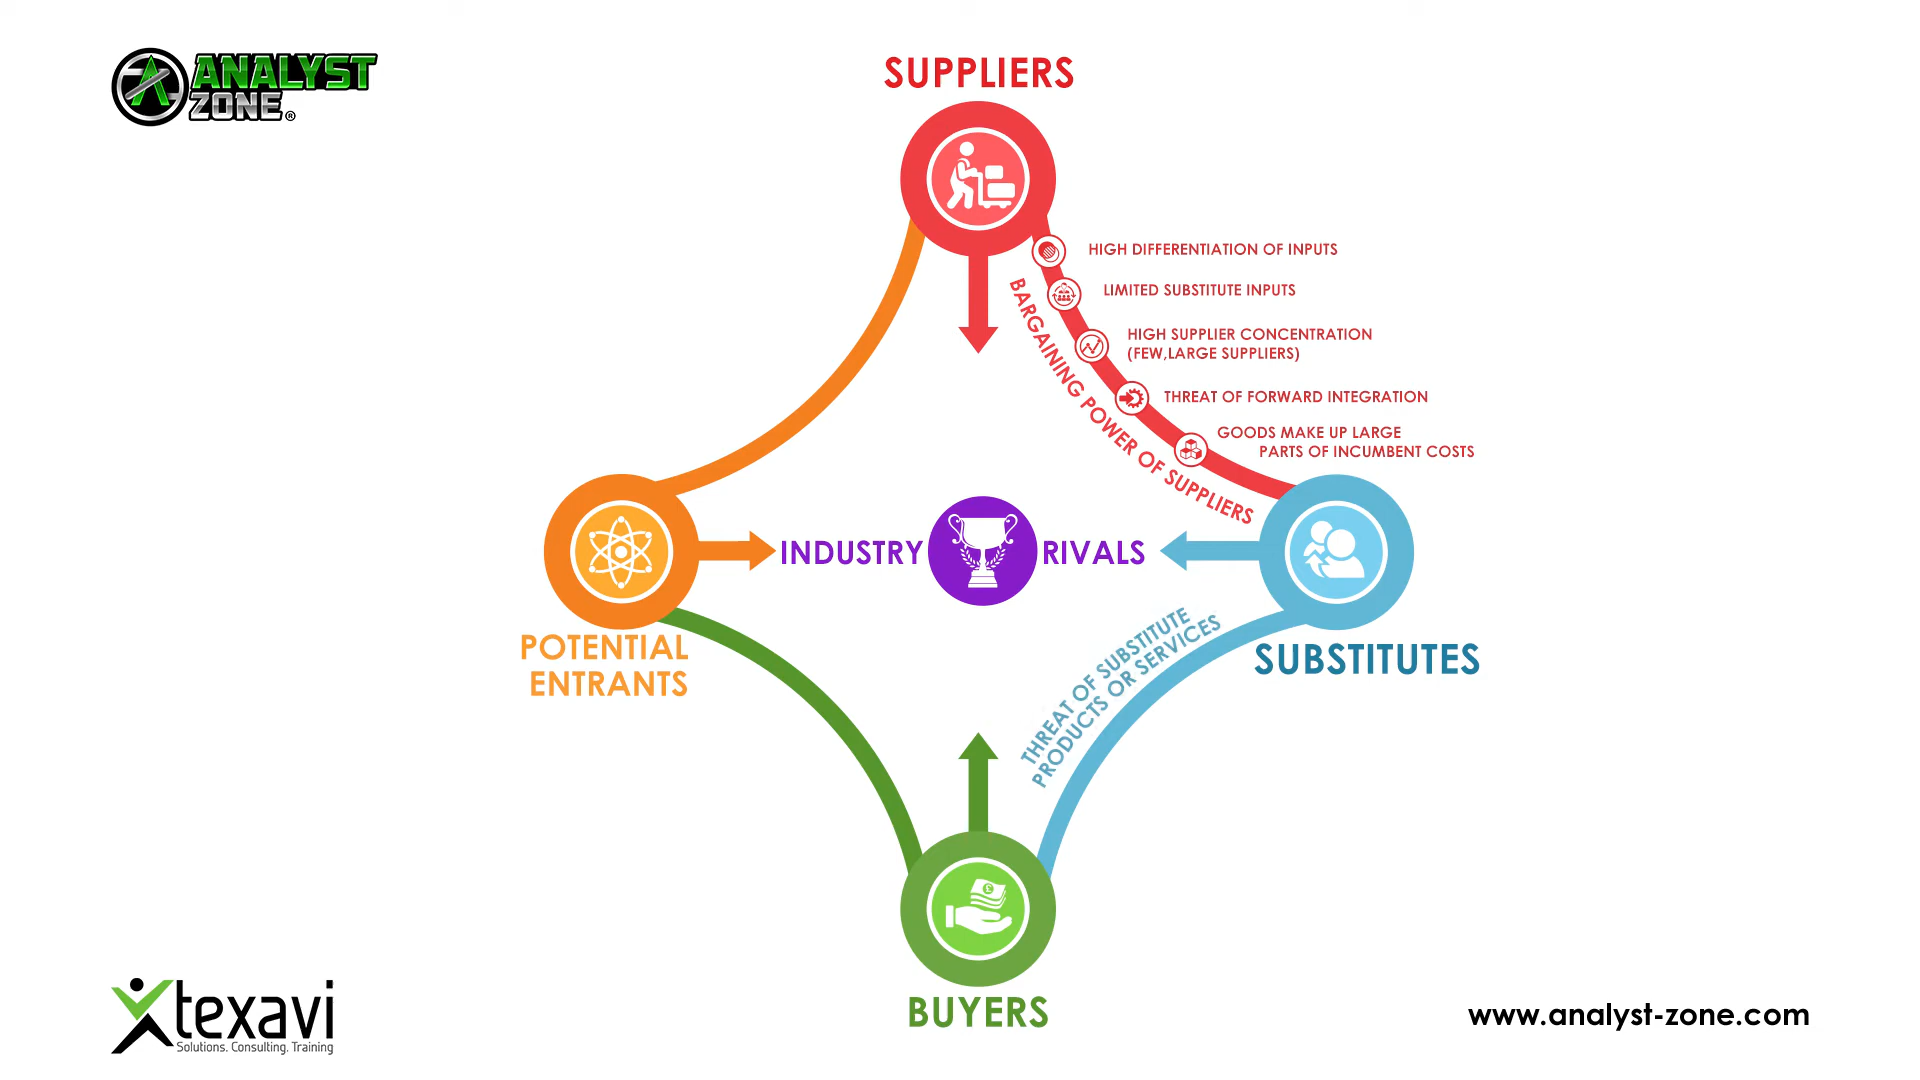 ANALYST
ZONE®
SUPPLIERS
HIGH DIFFERENTIATION OF INPUTS
LIMITED SUBSTITUTE INPUTS
HIGH SUPPLIER CONCENTRATION
(FEW,LARGE SUPPLIERS)
THREAT OF FORWARD INTEGRATION
GOODS MAKE UP LARGE
PARTS OF INCUMBENT COSTS
BARGAINING POWER OF SUPPLIERS
INDUSTRY RIVALS
POTENTIAL
ENTRANTS
SUBSTITUTES
THREAT OF SUBSTITUTE
PRODUCTS OR SERVICES
£
BUYERS
texavi
Solutions. Consulting. Training
www.analyst-zone.com